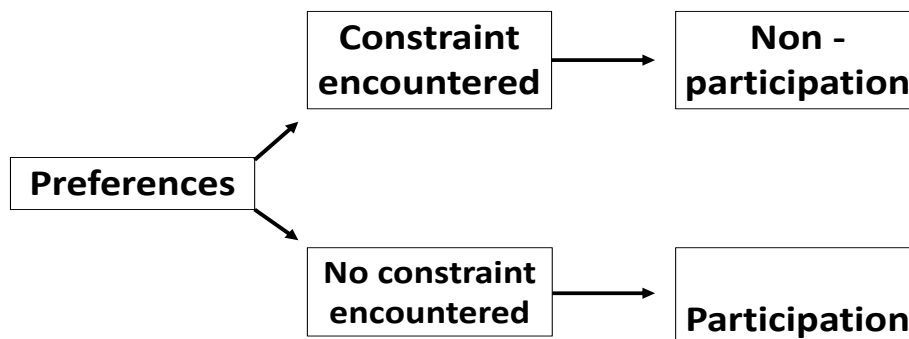 Constraint
encountered
Non -
participation
Preferences
No constraint
encountered
Participation